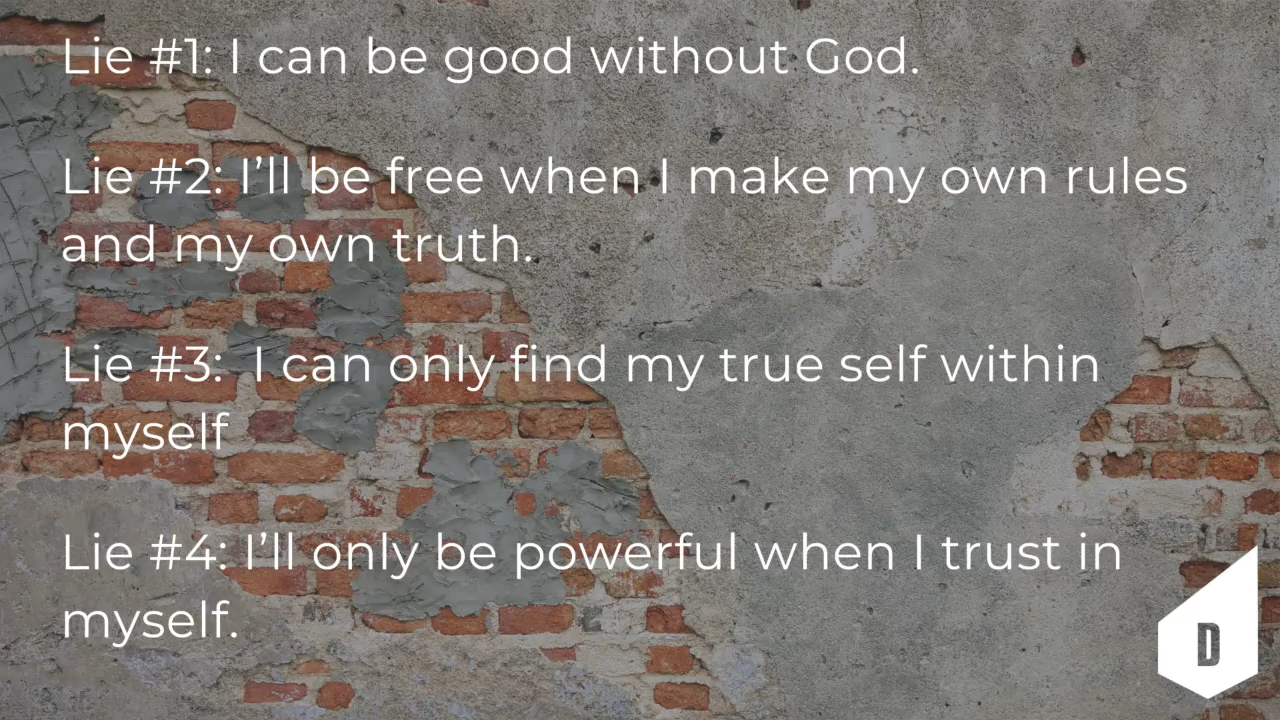 Lie #1: I can be good without God.
Lie #2: I’ll be free when I make my own rules
and my own truth.
Lie #3:  I can only find my true self within
myself
Lie #4: I’ll only be powerful when I trust in
myself.
D